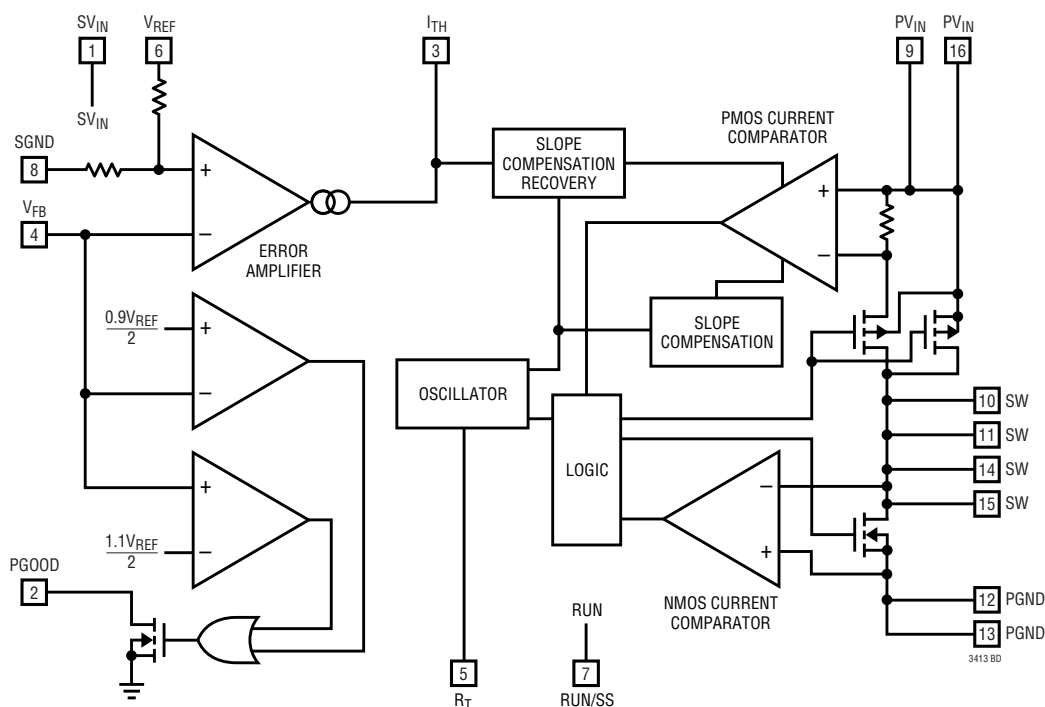 SVIN
1
SVIN
VREF
6
ITH
3
PVIN
9
PVIN
16
SGND
8
VFB
4
+
−
ERROR
AMPLIFIER
SLOPE
COMPENSATION
RECOVERY
PMOS CURRENT
COMPARATOR
+
−
SLOPE
COMPENSATION
0.9VREF
2
+
−
OSCILLATOR
LOGIC
10 SW
11 SW
14 SW
15 SW
+
−
1.1VREF
2
−
+
NMOS CURRENT
COMPARATOR
PGOOD
2
12 PGND
13 PGND
3413 BD
5
RT
RUN
7
RUN/SS